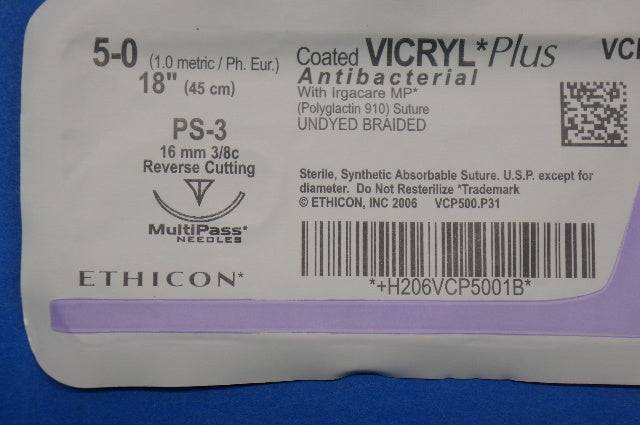 5-0 (1.0 metric / Ph. Eur.)
18" (45 cm)
PS-3
16 mm 3/8c
Reverse Cutting
MultiPass*
NEEDLES
ETHICON*
Coated VICRYL* Plus
Antibacterial
With Irgacare MP*
(Polyglactin 910) Suture
UNDYED BRAIDED
Sterile, Synthetic Absorbable Suture. U.S.P. except for
diameter. Do Not Resterilize *Trademark
© ETHICON, INC 2006 VCP500.P31
*+H206VCP5001B*